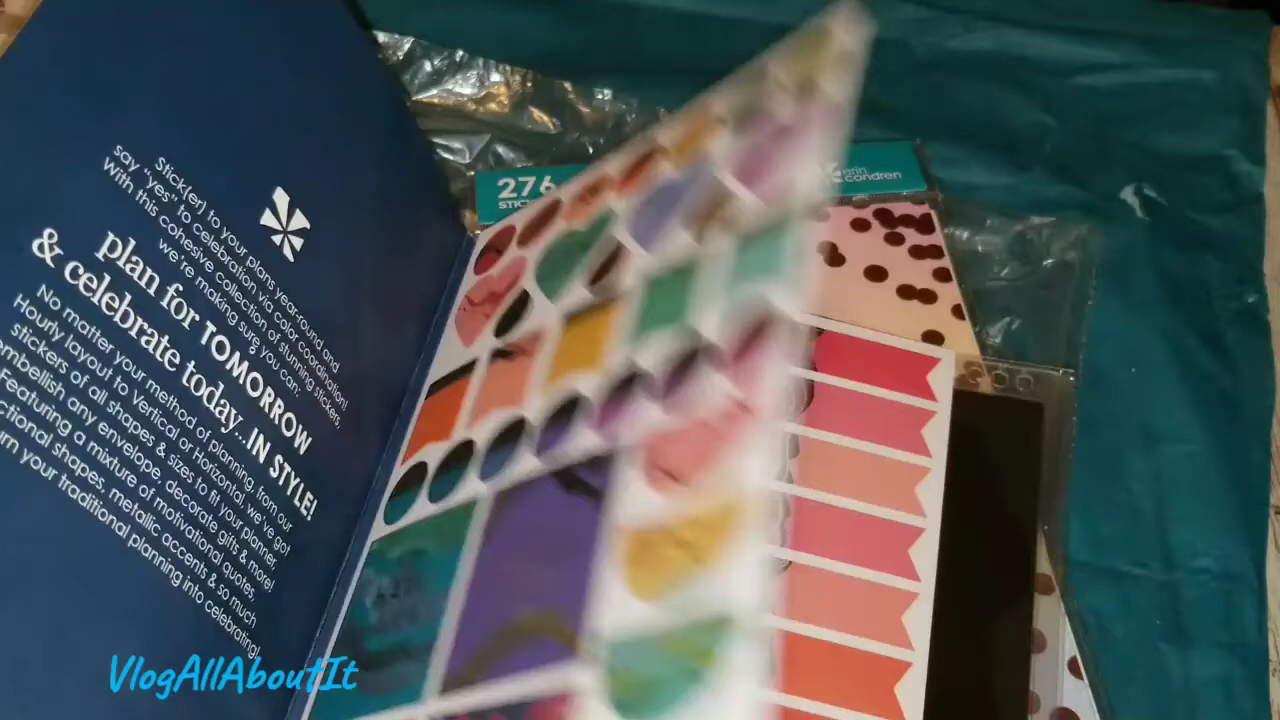 Stick(er) to your plans year-round and
say "yes" to celebration via color coordination!
with this cohesive collection of stunning stickers,
we're making sure you can:
plan for TOMORROW
& celebrate today...IN STYLE!
No matter your method of planning, from our
Hourly layout to Vertical or Horizontal, we've got
stickers of all shapes & sizes to fit your planner,
embellish any envelope, decorate gifts & more!
Featuring a mixture of motivational quotes,
shapes, metallic accents & so much
your traditional planning into celebrating!
276
erin
condren
VlogAllAboutIt